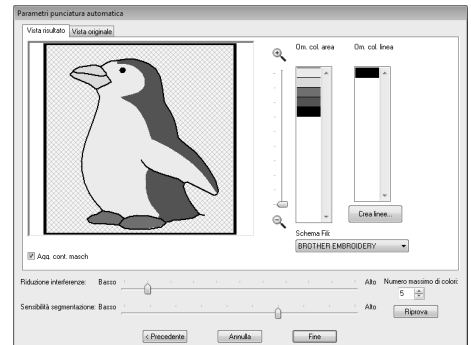 Parametri punciatura automatica
Vista risultato Vista originale
Om. col. area Om. col. linea
Crea linee...
Schema Fili:
BROTHER EMBROIDERY
Agg. cont. masch
Riduzione interferenze: Basso Alto Numero massimo di colori:
5
Sensibilità segmentazione: Basso Alto
Riprova
< Precedente Annulla Fine